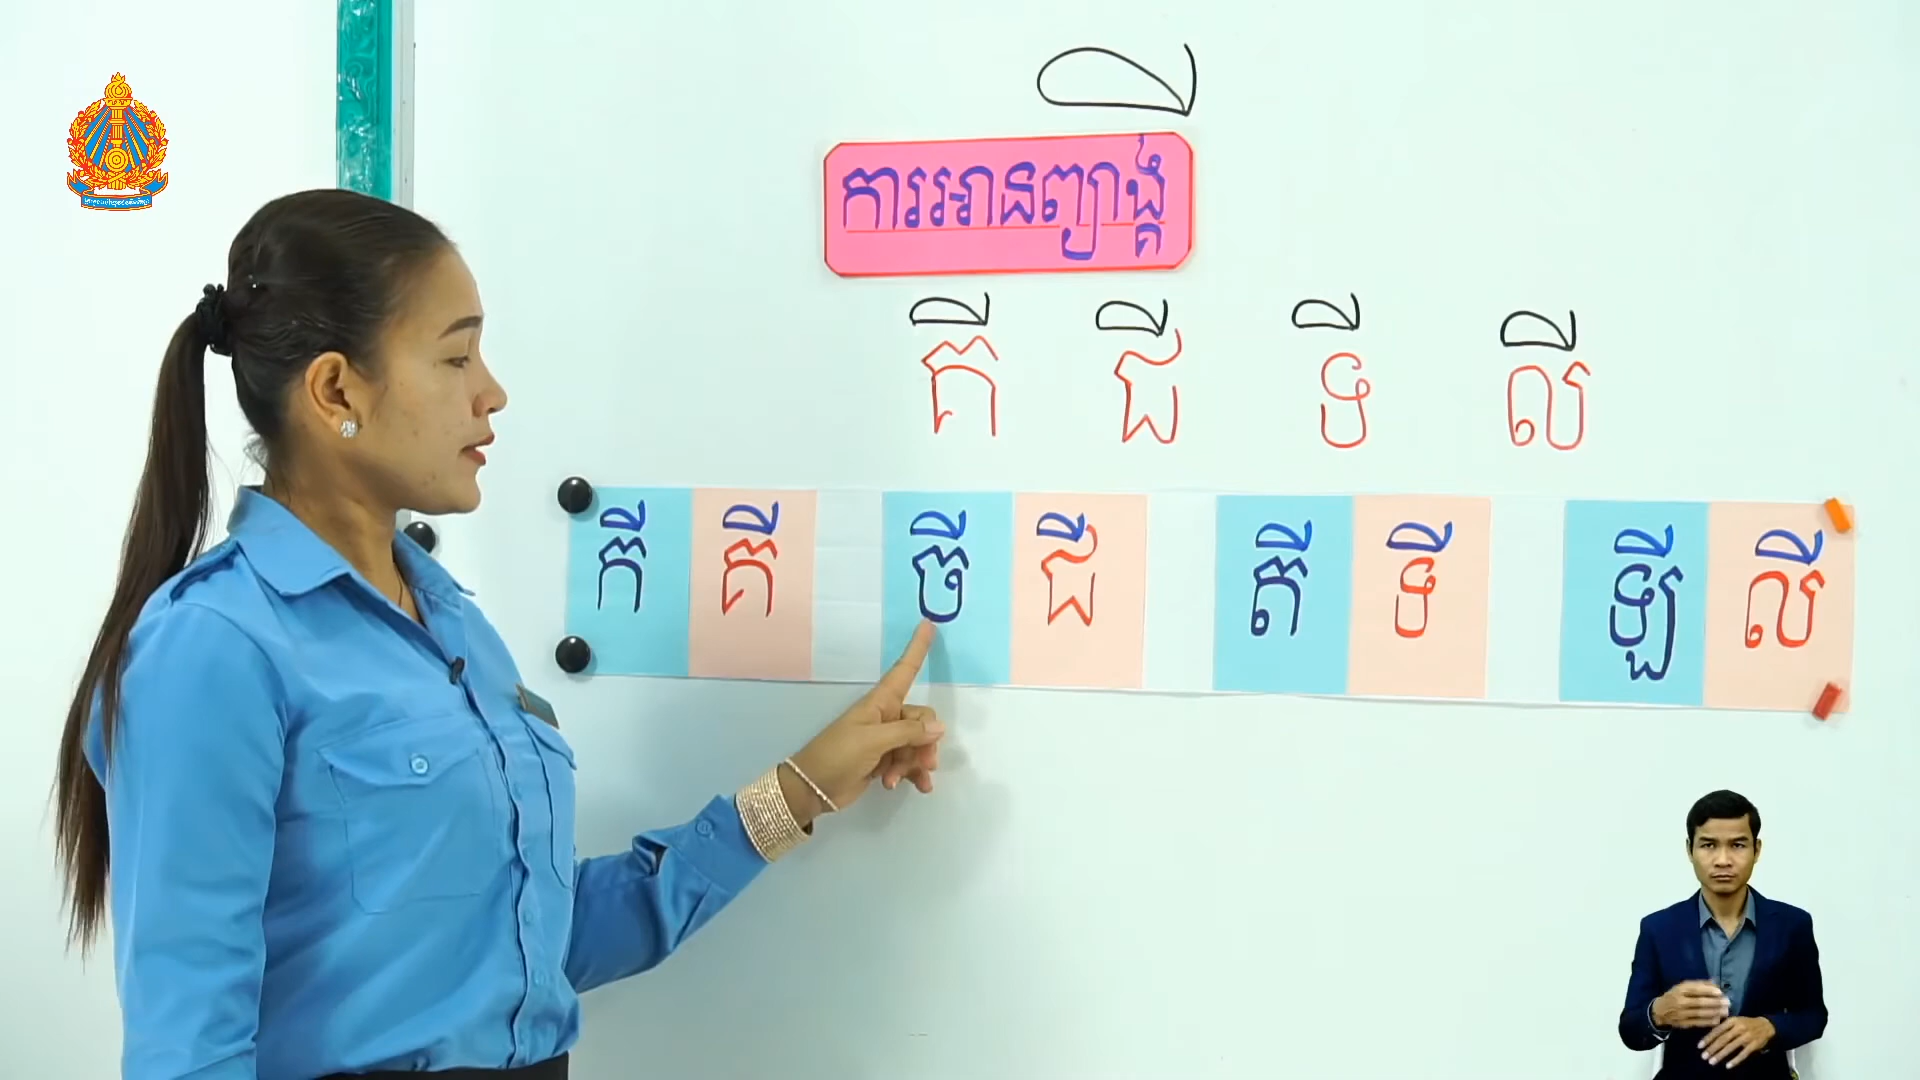 ី
ការអានព្យាង្គ
គី ជី ទី លី
កី គី ចី ជី តី ទី ឡី លី